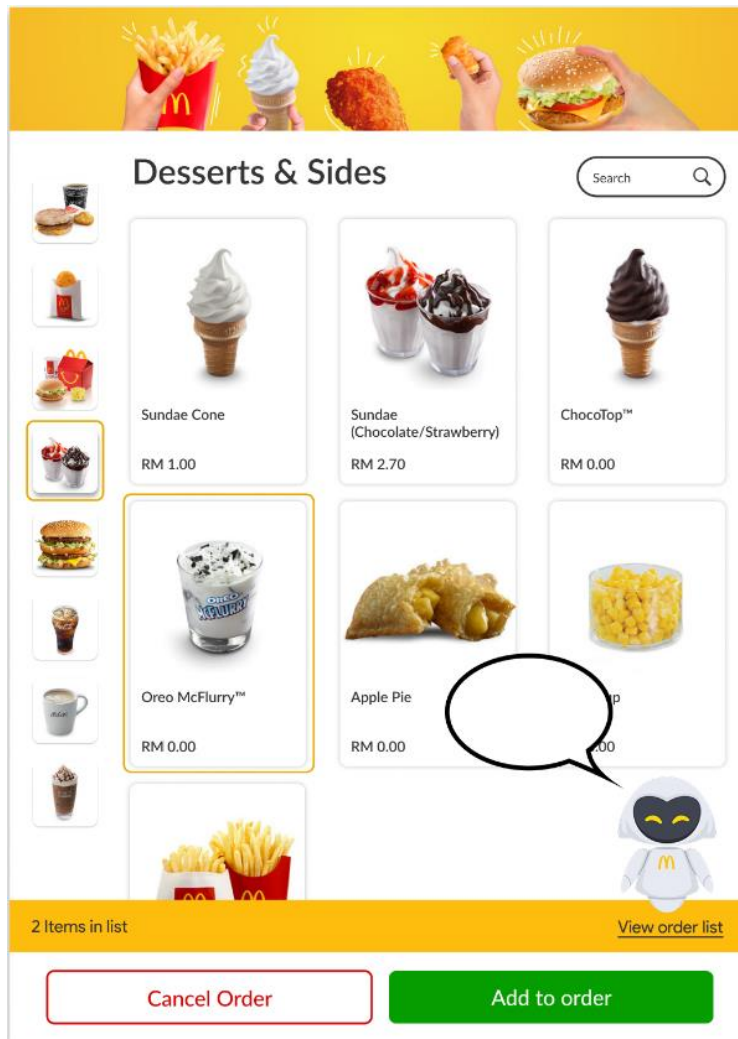 Desserts & Sides
Search
Sundae Cone
RM 1.00
Sundae
(Chocolate/Strawberry)
RM 2.70
ChocoTop™
RM 0.00
OREO
MCFLURRY
Oreo McFlurry™
RM 0.00
Apple Pie
RM 0.00
2 Items in list
View order list
Cancel Order
Add to order